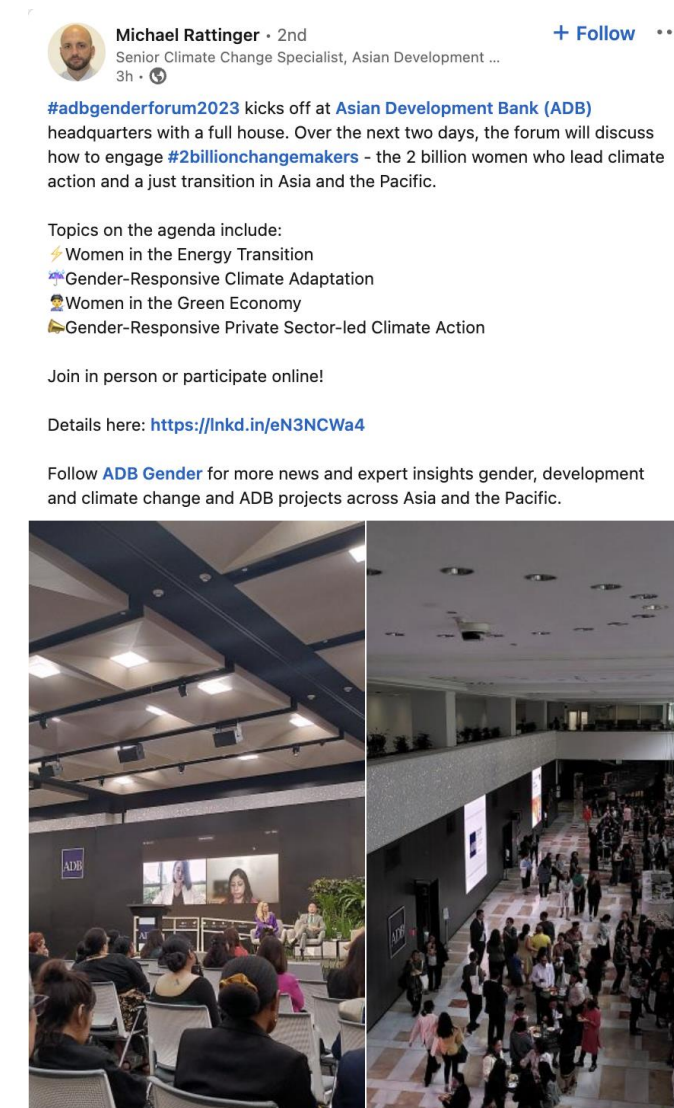 Michael Rattinger • 2nd
+ Follow
Senior Climate Change Specialist, Asian Development ...
3h •
#adbgenderforum2023 kicks off at Asian Development Bank (ADB)
headquarters with a full house. Over the next two days, the forum will discuss
how to engage #2billionchangemakers - the 2 billion women who lead climate
action and a just transition in Asia and the Pacific.
Topics on the agenda include:
⚡Women in the Energy Transition
☔Gender-Responsive Climate Adaptation
👩‍🏭Women in the Green Economy
📣Gender-Responsive Private Sector-led Climate Action
Join in person or participate online!
Details here: https://lnkd.in/eN3NCWa4
Follow ADB Gender for more news and expert insights gender, development
and climate change and ADB projects across Asia and the Pacific.
ADB
ADB